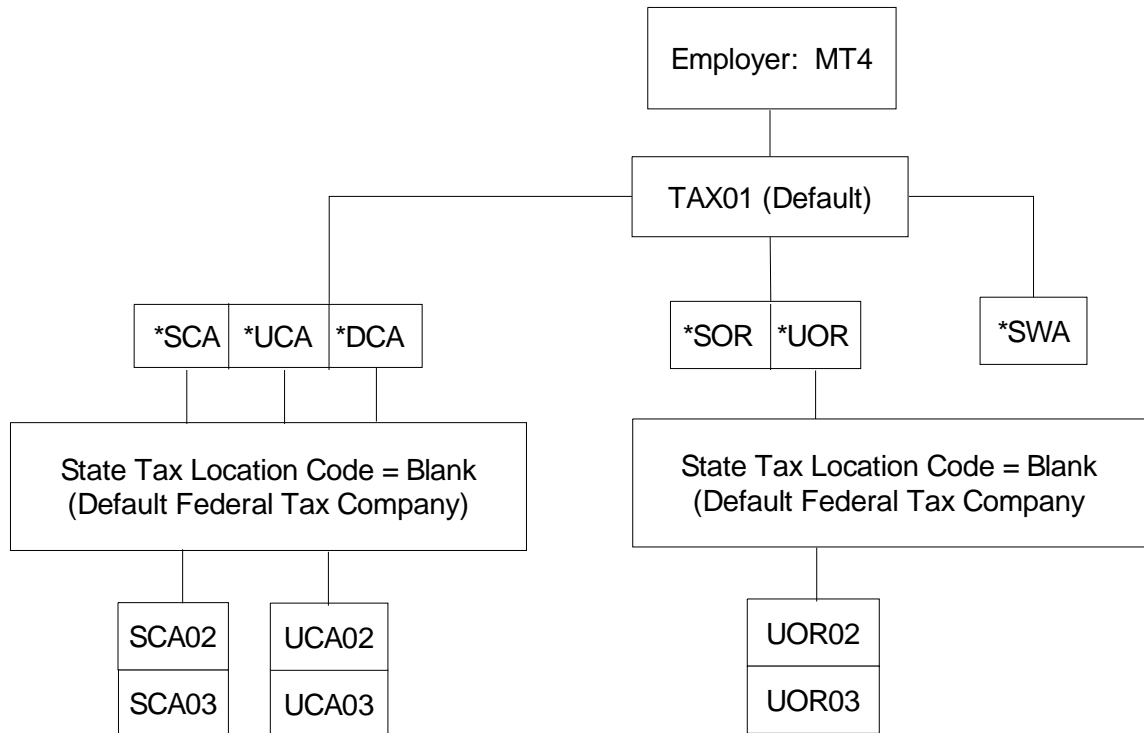 Employer: MT4
TAX01 (Default)
*SCA *UCA *DCA
*SOR *UOR
*SWA
State Tax Location Code = Blank
(Default Federal Tax Company)
State Tax Location Code = Blank
(Default Federal Tax Company
SCA02
SCA03
UCA02
UCA03
UOR02
UOR03